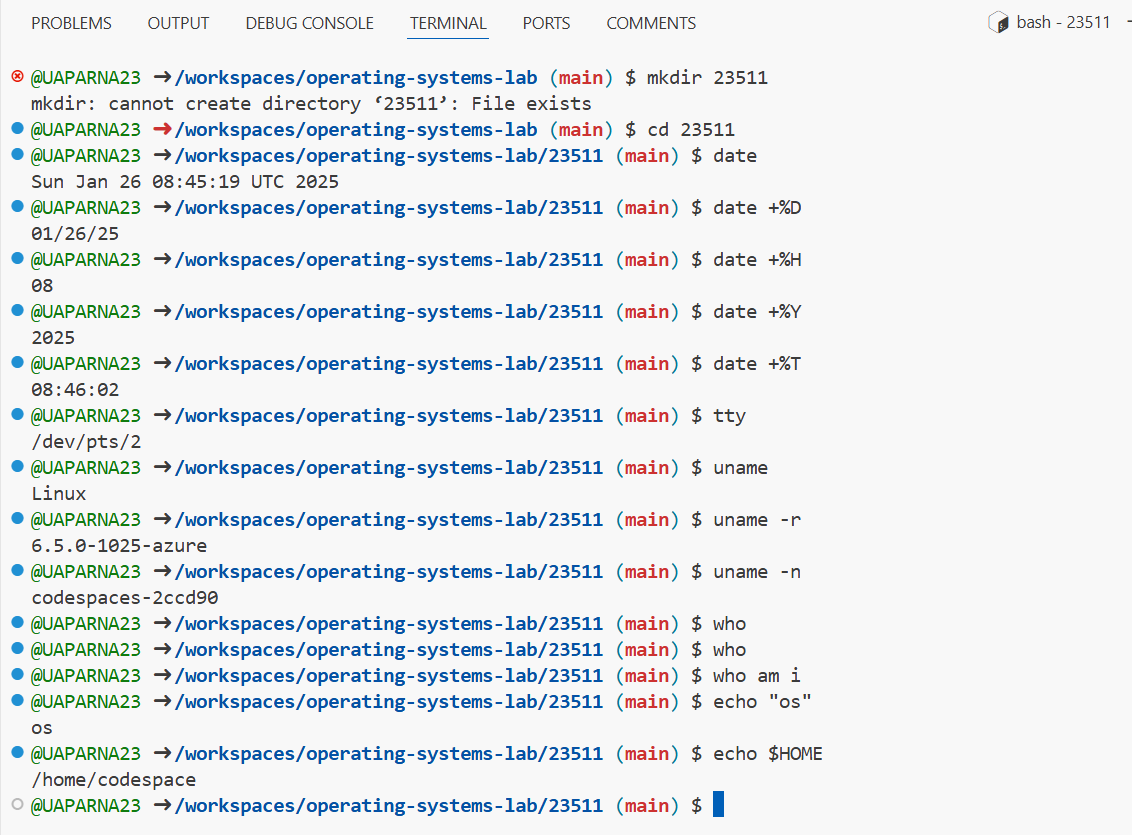 PROBLEMS OUTPUT DEBUG CONSOLE TERMINAL PORTS COMMENTS bash - 23511
@UAPARNA23 ➜/workspaces/operating-systems-lab (main) $ mkdir 23511
mkdir: cannot create directory ‘23511’: File exists
@UAPARNA23 ➜/workspaces/operating-systems-lab (main) $ cd 23511
@UAPARNA23 ➜/workspaces/operating-systems-lab/23511 (main) $ date
Sun Jan 26 08:45:19 UTC 2025
@UAPARNA23 ➜/workspaces/operating-systems-lab/23511 (main) $ date +%D
01/26/25
@UAPARNA23 ➜/workspaces/operating-systems-lab/23511 (main) $ date +%H
08
@UAPARNA23 ➜/workspaces/operating-systems-lab/23511 (main) $ date +%Y
2025
@UAPARNA23 ➜/workspaces/operating-systems-lab/23511 (main) $ date +%T
08:46:02
@UAPARNA23 ➜/workspaces/operating-systems-lab/23511 (main) $ tty
/dev/pts/2
@UAPARNA23 ➜/workspaces/operating-systems-lab/23511 (main) $ uname
Linux
@UAPARNA23 ➜/workspaces/operating-systems-lab/23511 (main) $ uname -r
6.5.0-1025-azure
@UAPARNA23 ➜/workspaces/operating-systems-lab/23511 (main) $ uname -n
codespaces-2ccd90
@UAPARNA23 ➜/workspaces/operating-systems-lab/23511 (main) $ who
@UAPARNA23 ➜/workspaces/operating-systems-lab/23511 (main) $ who
@UAPARNA23 ➜/workspaces/operating-systems-lab/23511 (main) $ who am i
@UAPARNA23 ➜/workspaces/operating-systems-lab/23511 (main) $ echo "os"
os
@UAPARNA23 ➜/workspaces/operating-systems-lab/23511 (main) $ echo $HOME
/home/codespace
@UAPARNA23 ➜/workspaces/operating-systems-lab/23511 (main) $